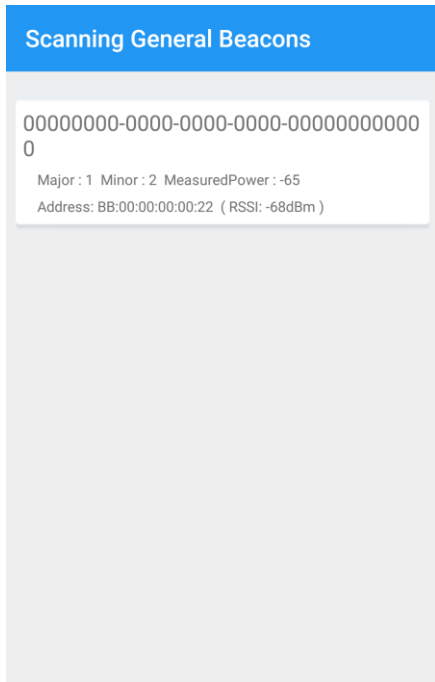 Scanning General Beacons
00000000-0000-0000-0000-00000000000
0
Major : 1  Minor : 2  MeasuredPower : -65
Address: BB:00:00:00:00:22  ( RSSI: -68dBm )